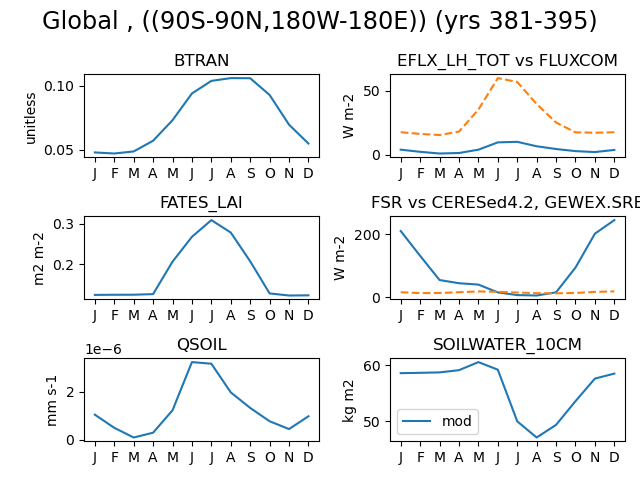 Global , ((90S-90N,180W-180E)) (yrs 381-395)
BTRAN
unitless
0.10
0.05
J F M A M J J A S O N D
EFLX_LH_TOT vs FLUXCOM
W m-2
50
0
J F M A M J J A S O N D
FATES_LAI
m2 m-2
0.3
0.2
J F M A M J J A S O N D
FSR vs CERESed4.2, GEWEX.SRB
W m-2
200
0
J F M A M J J A S O N D
QSOIL
1e−6
mm s-1
2
0
J F M A M J J A S O N D
SOILWATER_10CM
kg m2
60
50
mod
J F M A M J J A S O N D